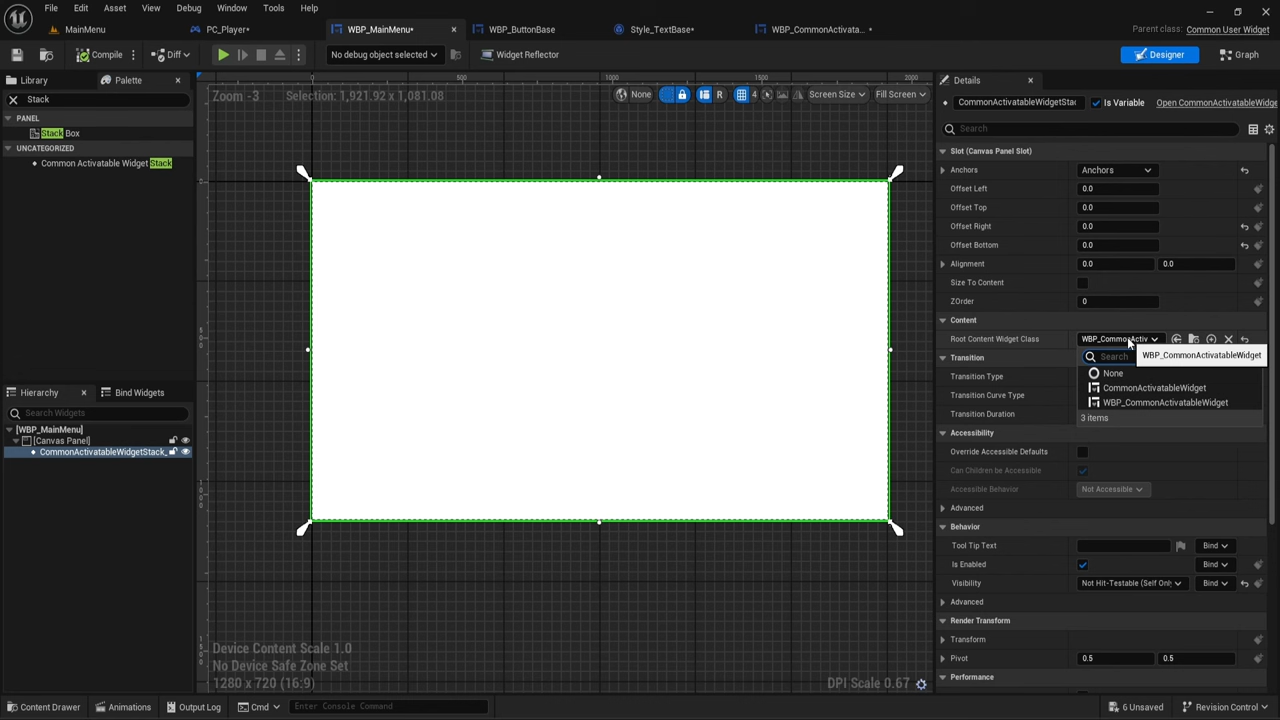 File Edit Asset View Debug Window Tools Help
MainMenu
PC_Player*
WBP_MainMenu*
WBP_ButtonBase
Style_TextBase*
WBP_CommonActivata..
Parent class: Common User Widget
Compile
Diff
No debug object selected
Widget Reflector
Designer
Graph
Library
Palette
Stack
PANEL
Stack Box
UNCATEGORIZED
Common Activatable Widget Stack
Hierarchy
Bind Widgets
Search Widgets
[WBP_MainMenu]
[Canvas Panel]
CommonActivatableWidgetStack_
Zoom -3
Selection: 1,921.92 x 1,081.08
0 500 1000 1500 2000
None
R
4
Screen Size
Fill Screen
Device Content Scale 1.0
No Device Safe Zone Set
1280 x 720 (16:9)
DPI Scale 0.67
Details
CommonActivatableWidgetStac
Is Variable
Open CommonActivatableWidge
Search
Slot (Canvas Panel Slot)
Anchors
Anchors
Offset Left
0.0
Offset Top
0.0
Offset Right
0.0
Offset Bottom
0.0
Alignment
0.0
0.0
Size To Content
ZOrder
0
Content
Root Content Widget Class
WBP_CommonActiv
Search
WBP_CommonActivatableWidget
None
CommonActivatableWidget
WBP_CommonActivatableWidget
3 items
Transition
Transition Type
Transition Curve Type
Transition Duration
Accessibility
Override Accessible Defaults
Can Children be Accessible
Accessible Behavior
Not Accessible
Advanced
Behavior
Tool Tip Text
Bind
Is Enabled
Bind
Visibility
Not Hit-Testable (Self Only
Bind
Advanced
Render Transform
Transform
Pivot
0.5
0.5
Performance
Content Drawer
Animations
Output Log
Cmd
Enter Console Command
6 Unsaved
Revision Control